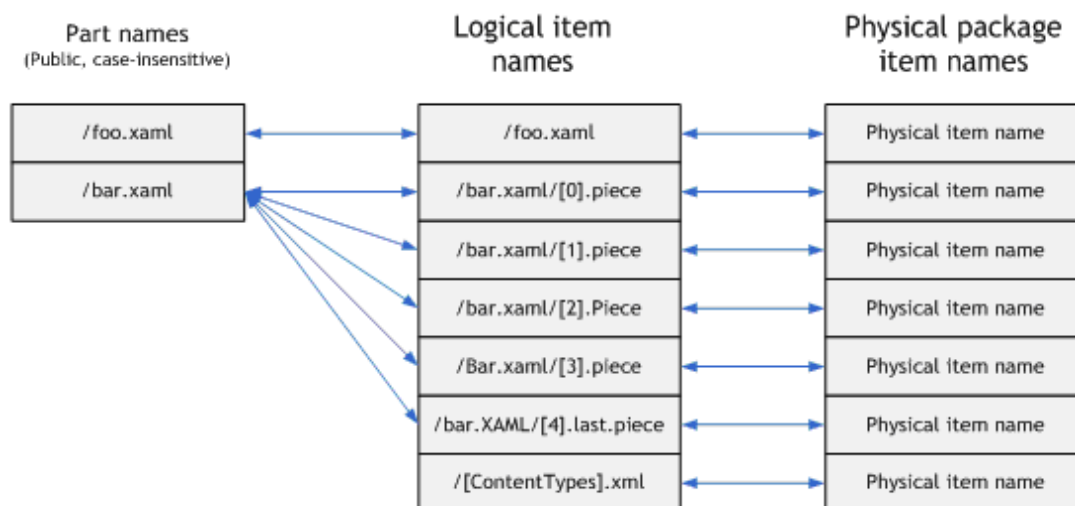 Part names
(Public, case-insensitive)
Logical item
names
Physical package
item names
/foo.xaml
/foo.xaml
Physical item name
/bar.xaml
/bar.xaml/[0].piece
Physical item name
/bar.xaml/[1].piece
Physical item name
/bar.xaml/[2].Piece
Physical item name
/Bar.xaml/[3].piece
Physical item name
/bar.XAML/[4].last.piece
Physical item name
/[ContentTypes].xml
Physical item name